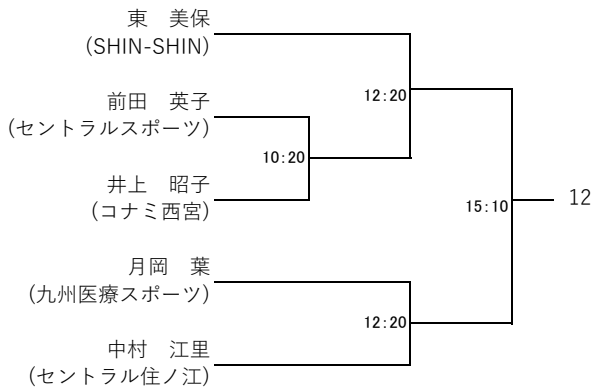 東　美保
(SHIN-SHIN)
12:20
前田　英子
(セントラルスポーツ)
10:20
井上　昭子
(コナミ西宮)
15:10
12
月岡　葉
(九州医療スポーツ)
12:20
中村　江里
(セントラル住ノ江)